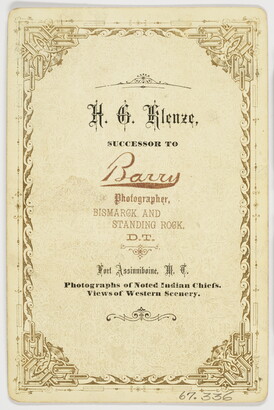 H. G. Klenze,
SUCCESSOR TO
Barry
Photographer,
BISMARCK AND
STANDING ROCK,
D.T.
Fort Assinniboine, M. T.
Photographs of Noted Indian Chiefs.
Views of Western Scenery.
67.336